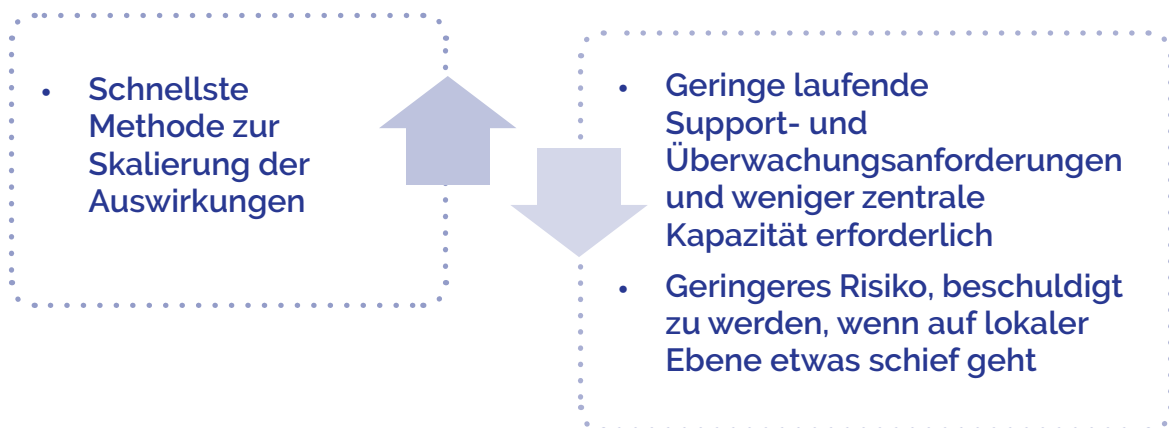 • Schnellste
Methode zur
Skalierung der
Auswirkungen
• Geringe laufende
Support- und
Überwachungsanforderungen
und weniger zentrale
Kapazität erforderlich
• Geringeres Risiko, beschuldigt
zu werden, wenn auf lokaler
Ebene etwas schief geht